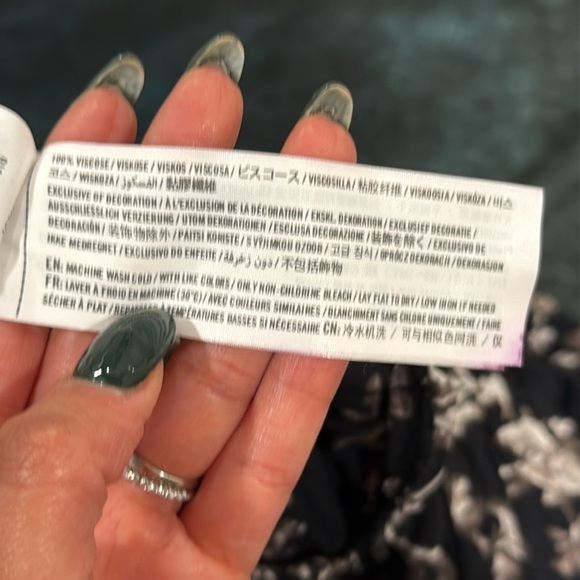 100% VISCOSE / VISKOSE / VISKOS / VISCOSA / ビスコース / VISCOSILLA / 粘胶纤维 / VISKOOSIA / VISKÓZA / 비스
코스 / WISKOZA / الفسكوز / 黏膠纖維
EXCLUSIVE OF DECORATION / A L'EXCLUSION DE LA DÉCORATION / EKSKL. DEKORATION / EXCLUSIEF DECORATIE /
AUSSCHLIESSLICH VERZIERUNG / UTOM DEKORATIONEN / ESCLUSA DECORAZIONE / 装飾を除く / EXCLUSIVO DE
DECORACIÓN / 装饰物除外 / PAITSI KORISTE / S VÝJIMKOU OZDOB / 고급 장식 / OPRÓCZ DEKORACJI / DEKORASJON
IKKE MEDREGNET / EXCLUSIVO DO ENFEITE / دون زخرفة / 不包括飾物
EN: MACHINE WASH COLD / WITH LIKE COLORS / ONLY NON-CHLORINE BLEACH / LAY FLAT TO DRY / LOW IRON IF NEEDED
FR: LAVER À FROID EN MACHINE (30°C) / AVEC COULEURS SIMILAIRES / BLANCHIMENT SANS CHLORE UNIQUEMENT / FAIRE
SÉCHER À PLAT / TEMPÉRATURES BASSES SI NÉCESSAIRE CN: 冷水机洗 / 可与相似色同洗 / 仅